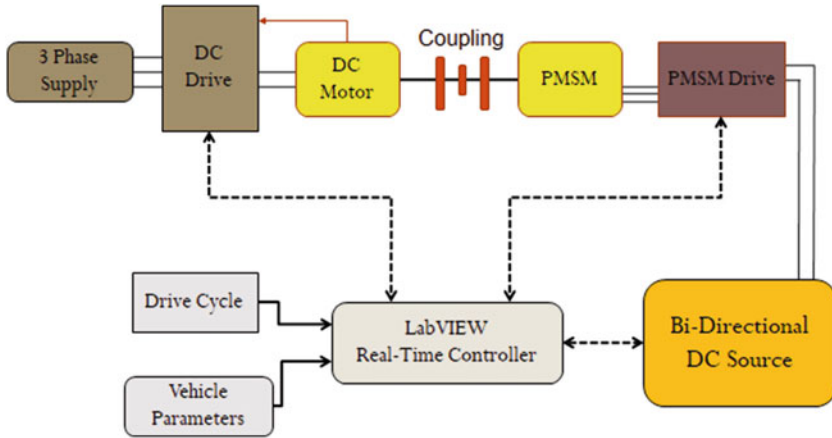 3 Phase
Supply
DC
Drive
DC
Motor
Coupling
PMSM
PMSM Drive
Drive Cycle
Vehicle
Parameters
LabVIEW
Real-Time Controller
Bi-Directional
DC Source